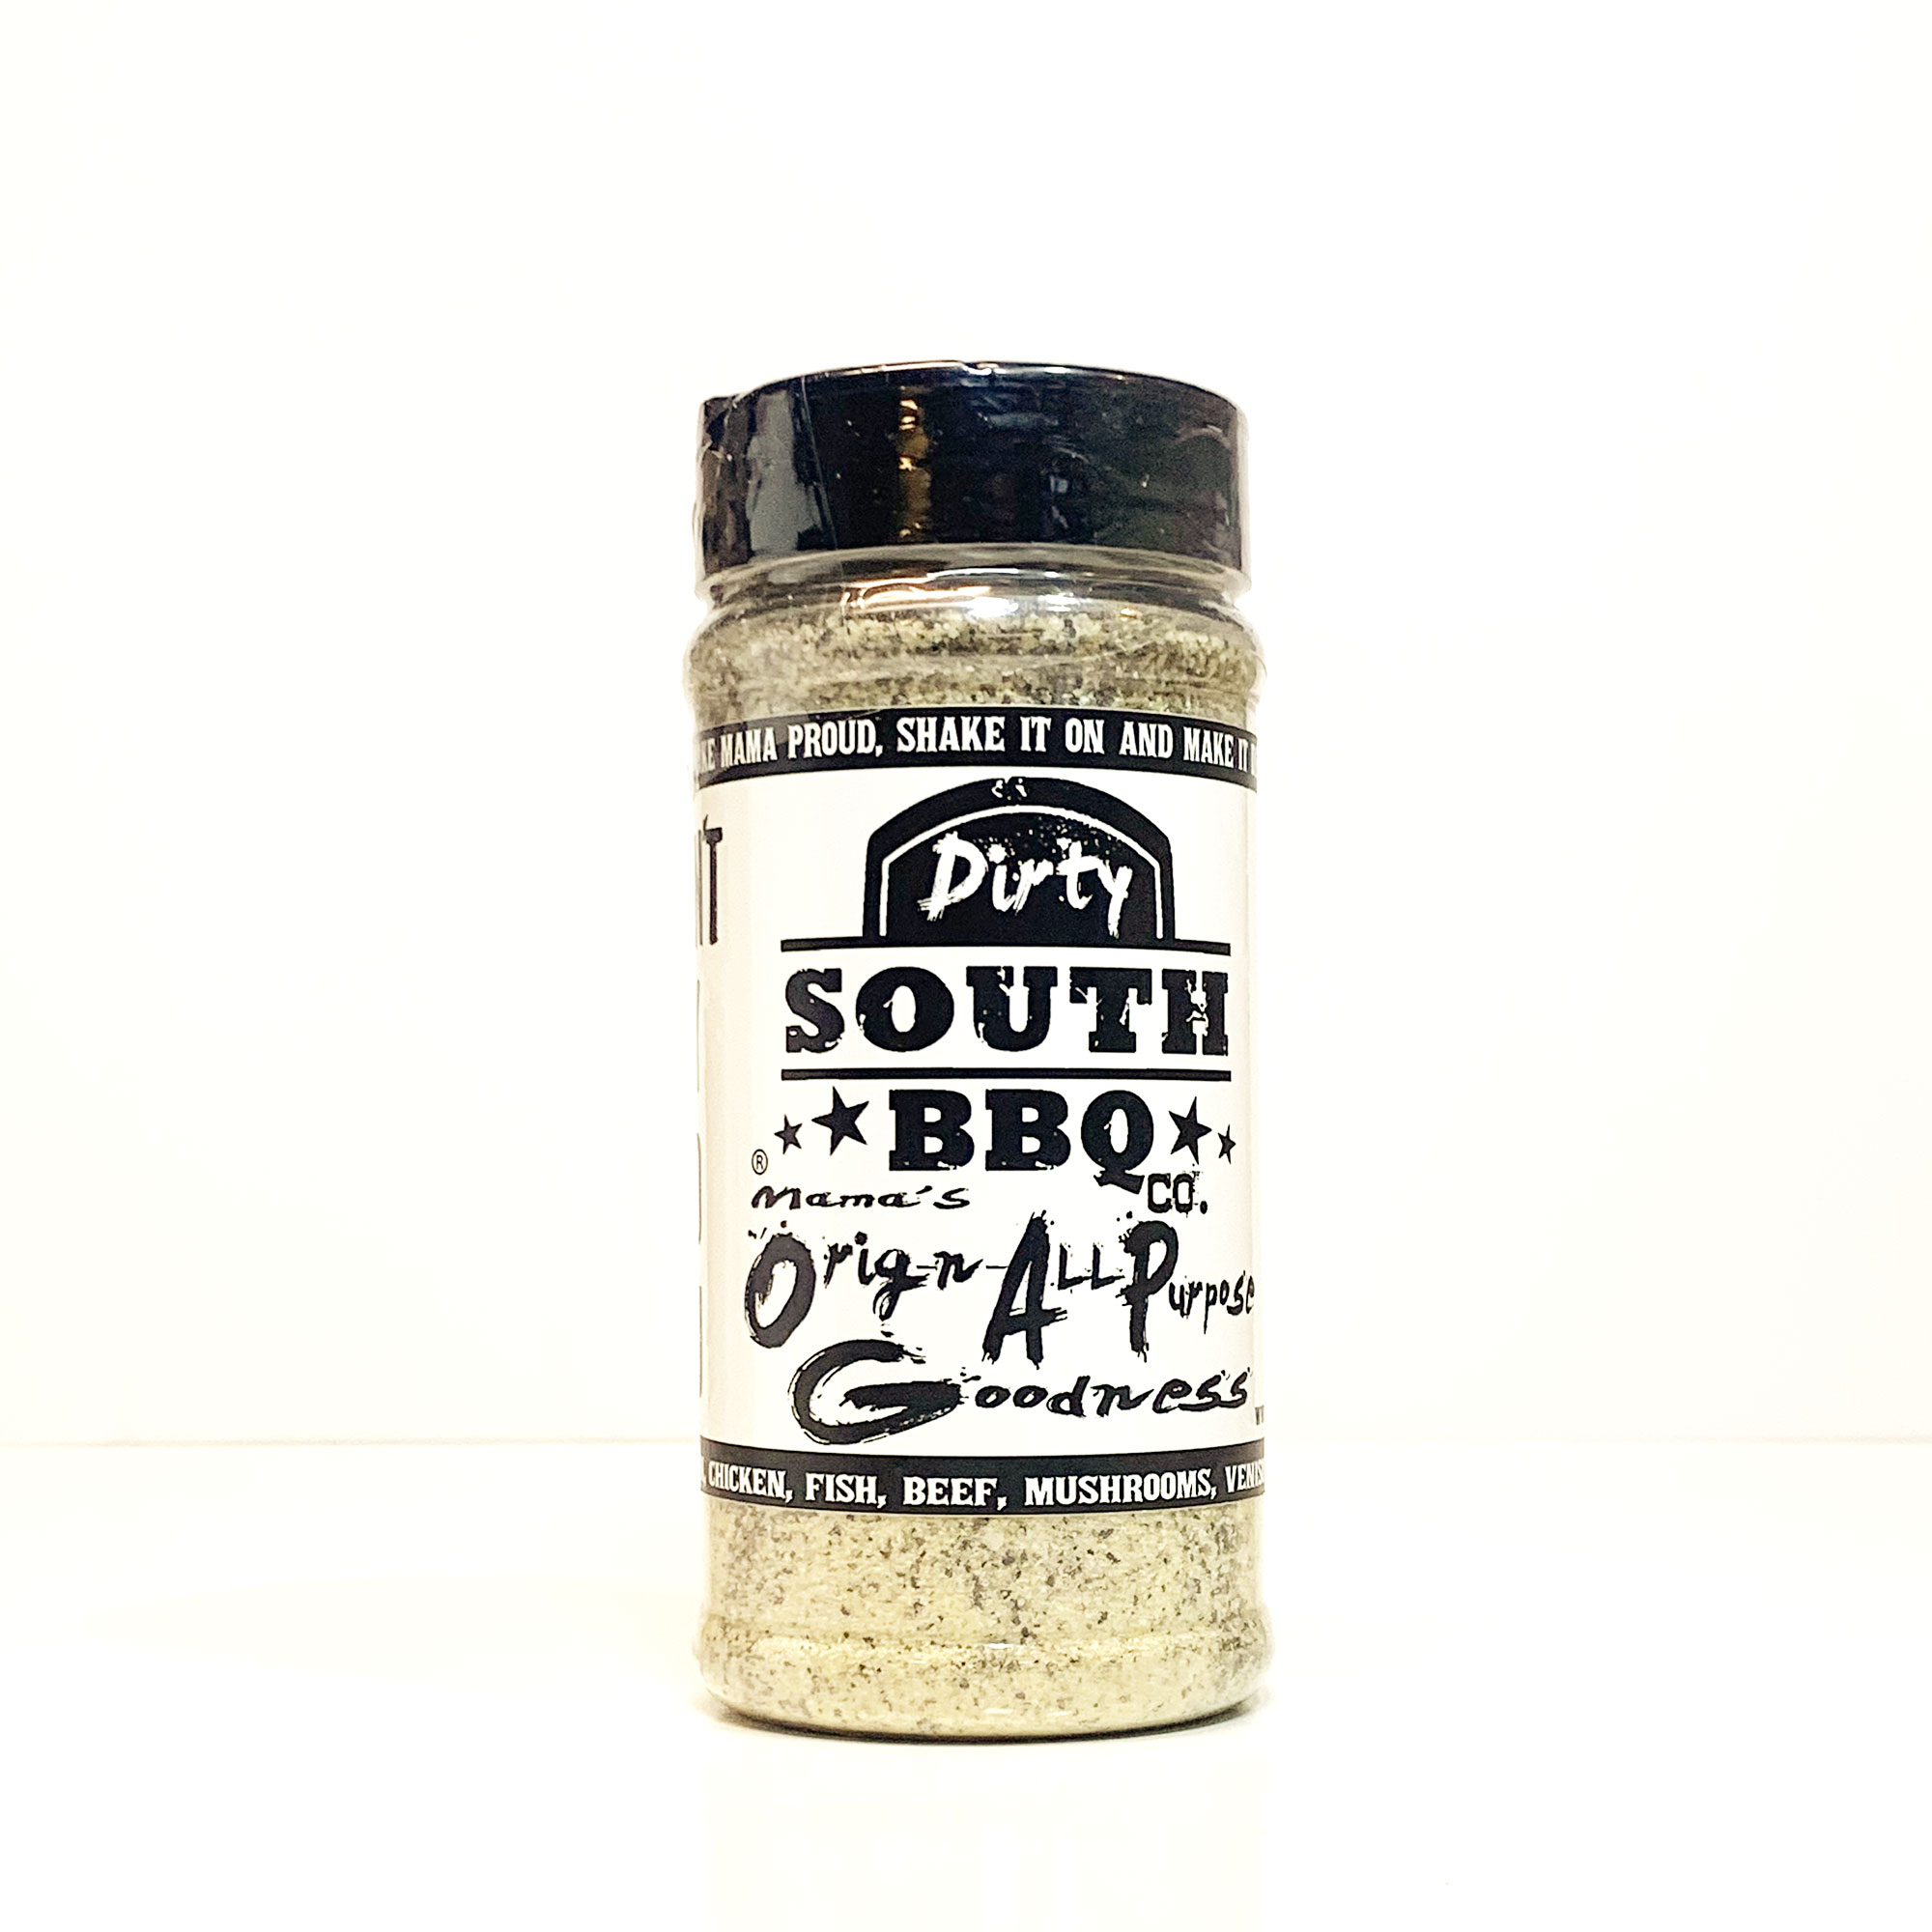 MAMA PROUD, SHAKE IT ON AND MAKE IT
Dirty
SOUTH
BBQ
CO.
®
Mama's
Orign-All Purpose
Goodness
CHICKEN, FISH, BEEF, MUSHROOMS,